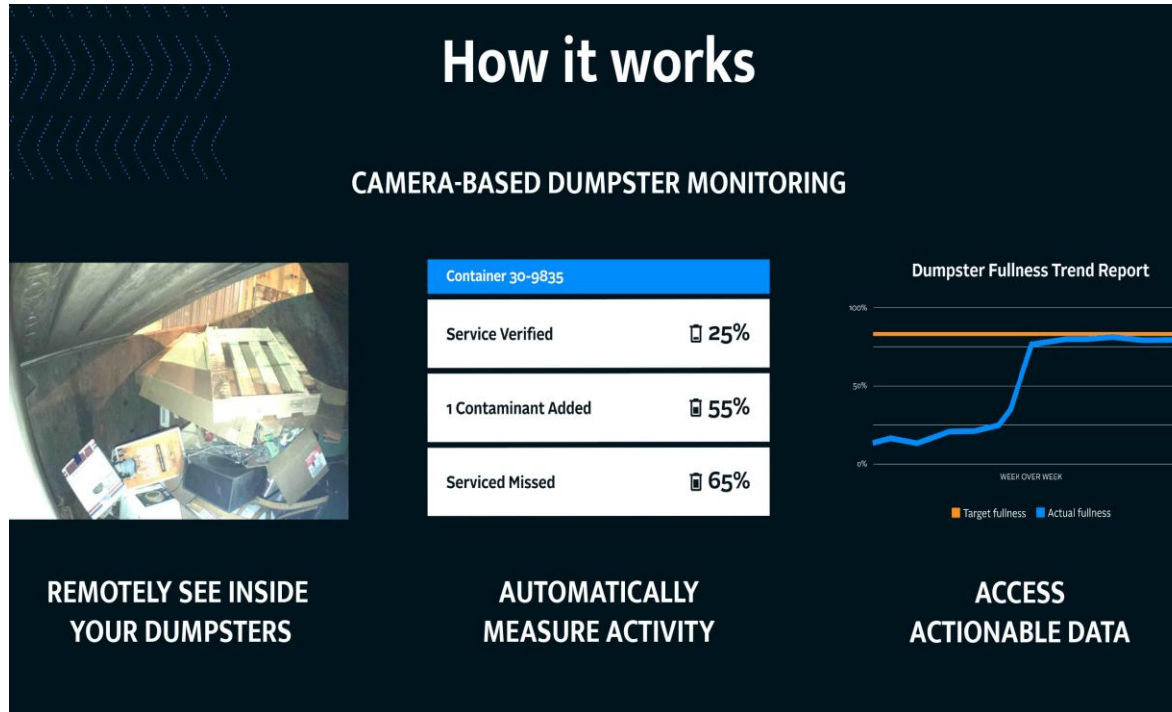 How it works
CAMERA-BASED DUMPSTER MONITORING
Container 30-9835
Service Verified 25%
1 Contaminant Added 55%
Serviced Missed 65%
Dumpster Fullness Trend Report
100%
50%
0%
WEEK OVER WEEK
Target fullness Actual fullness
REMOTELY SEE INSIDE
YOUR DUMPSTERS
AUTOMATICALLY
MEASURE ACTIVITY
ACCESS
ACTIONABLE DATA